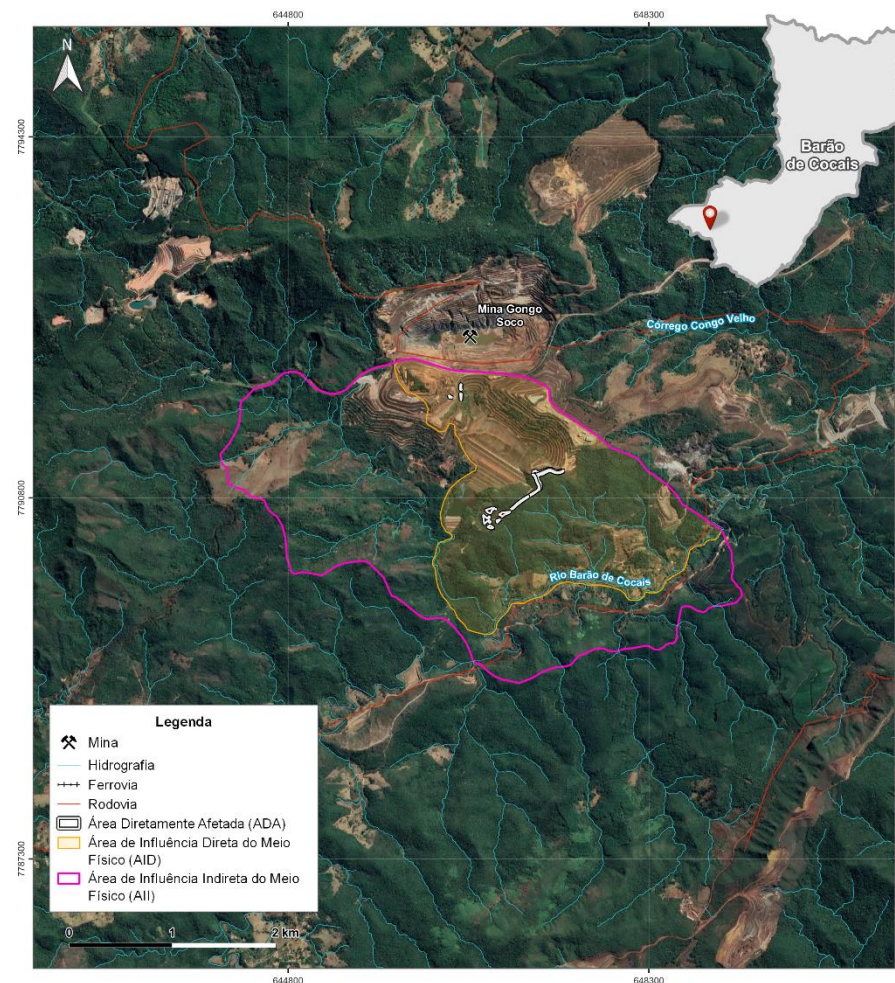 644800
648300
N
7794300
Barão
de Cocais
Mina Gongo
Soco
Córrego Congo Velho
7790800
Rio Barão de Cocais
Legenda
Mina
Hidrografia
Ferrovia
Rodovia
Área Diretamente Afetada (ADA)
Área de Influência Direta do Meio
Físico (AID)
Área de Influência Indireta do Meio
Físico (AII)
7787300
0 1 2 km
644800
648300